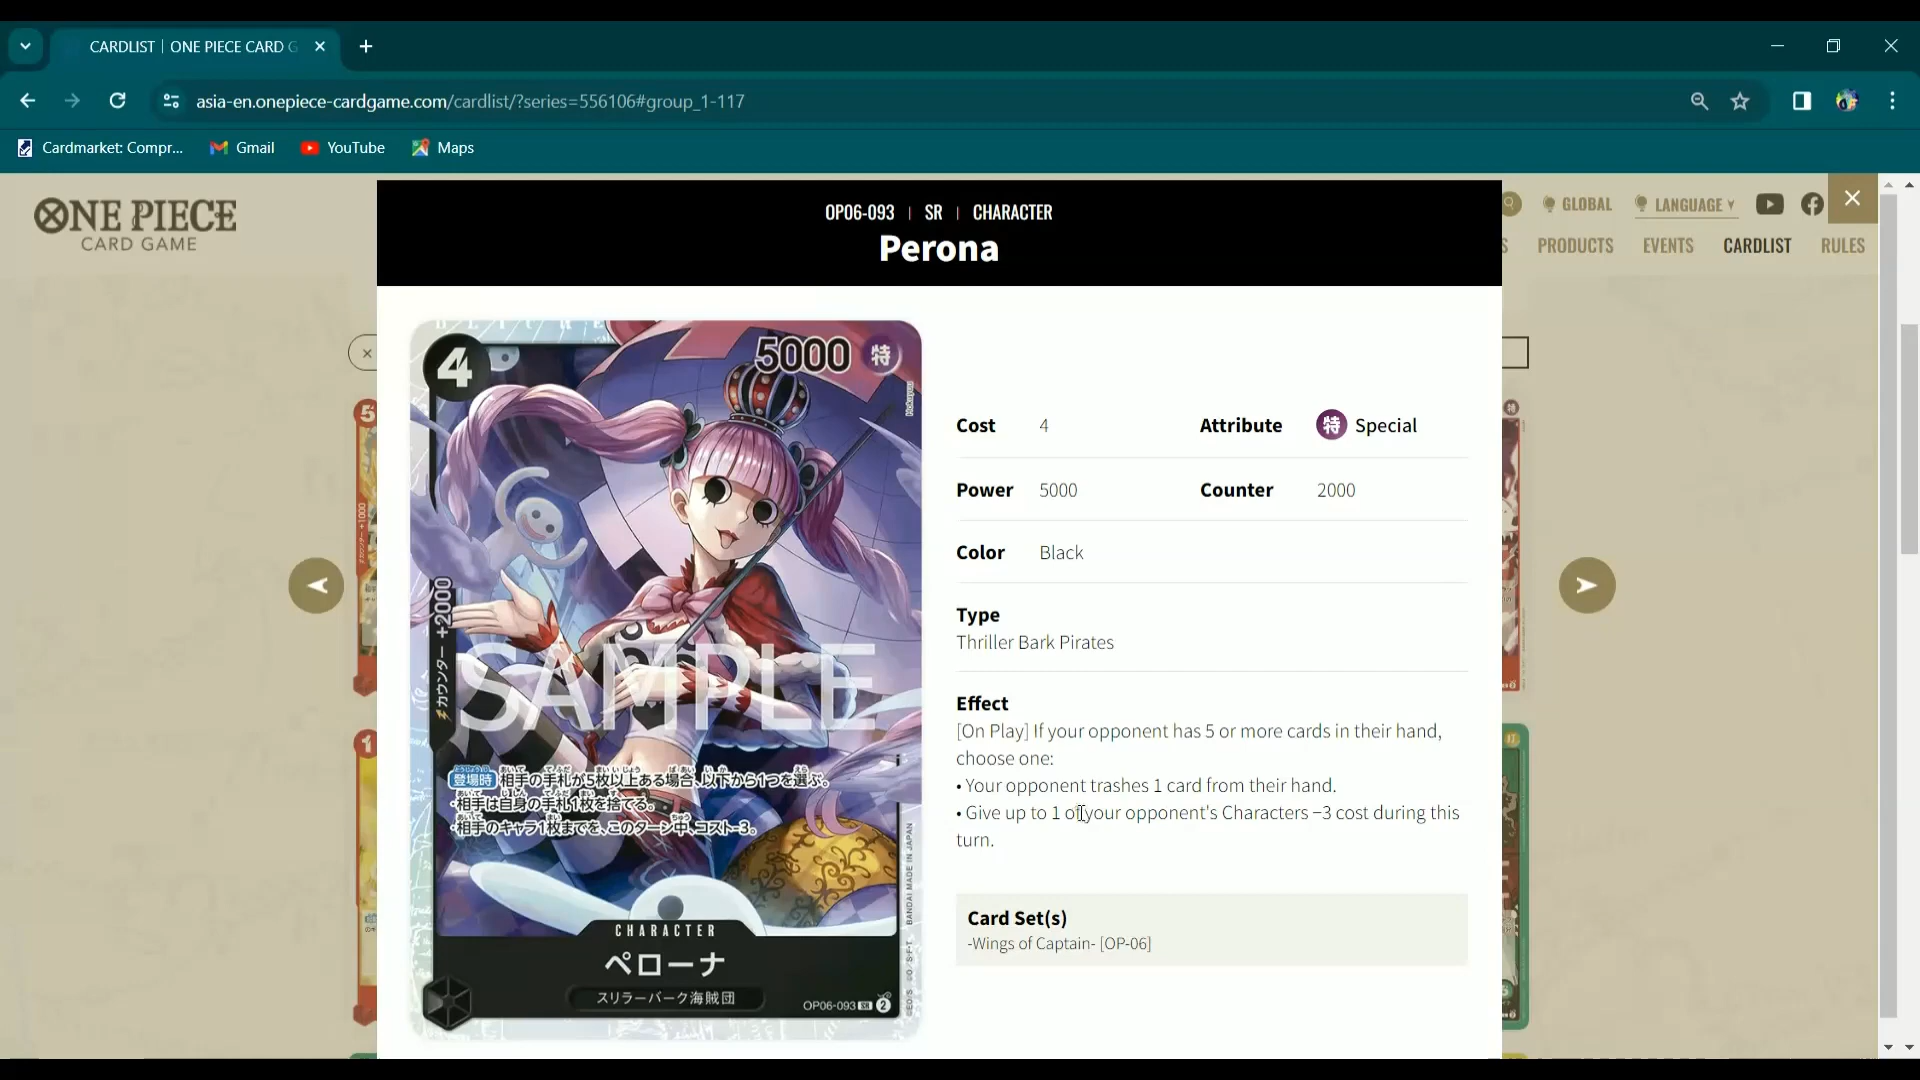 CARDLIST | ONE PIECE CARD G
asia-en.onepiece-cardgame.com/cardlist/?series=556106#group_1-117
Cardmarket: Compr...
Gmail
YouTube
Maps
ONE PIECE
CARD GAME
GLOBAL
LANGUAGE
PRODUCTS
EVENTS
CARDLIST
RULES
OP06-093 | SR | CHARACTER
Perona
4
5000
特
カウンター +2000
SAMPLE
登場時 相手の手札が5枚以上ある場合、以下から1つを選ぶ。
・相手は自身の手札1枚を捨てる。
・相手のキャラ1枚までを、このターン中、コスト-3。
CHARACTER
ペローナ
スリラーバーク海賊団
OP06-093 SR 2
BANDAI MADE IN JAPAN
Cost 4
Attribute 特 Special
Power 5000
Counter 2000
Color Black
Type
Thriller Bark Pirates
Effect
[On Play] If your opponent has 5 or more cards in their hand,
choose one:
• Your opponent trashes 1 card from their hand.
• Give up to 1 of your opponent's Characters −3 cost during this
turn.
Card Set(s)
-Wings of Captain- [OP-06]
5
1